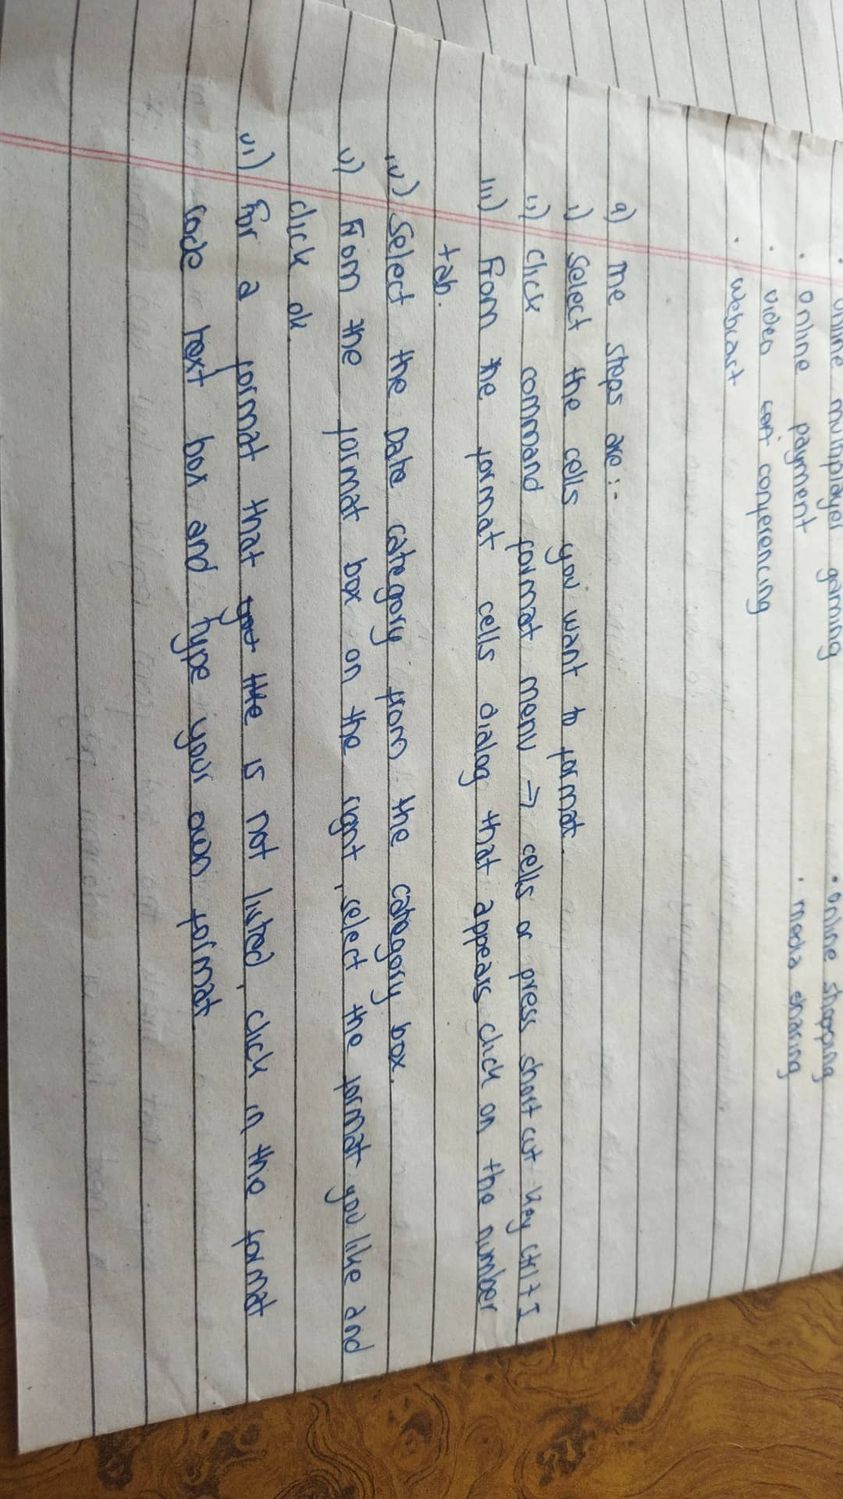 online multiplayer gaming
• online shopping
• online payment
• media sharing
• video conferencing
• webcast
9) The steps are :-
i) Select the cells you want to format.
ii) Click command format menu → cells or press short cut key ctrl + I
iii) From the format cells dialog that appears click on the number
tab.
iv) Select the Date category from the category box.
v) From the format box on the right, select the format you like and
click ok.
vi) For a format that like is not listed, click in the format
code text box and type your own format